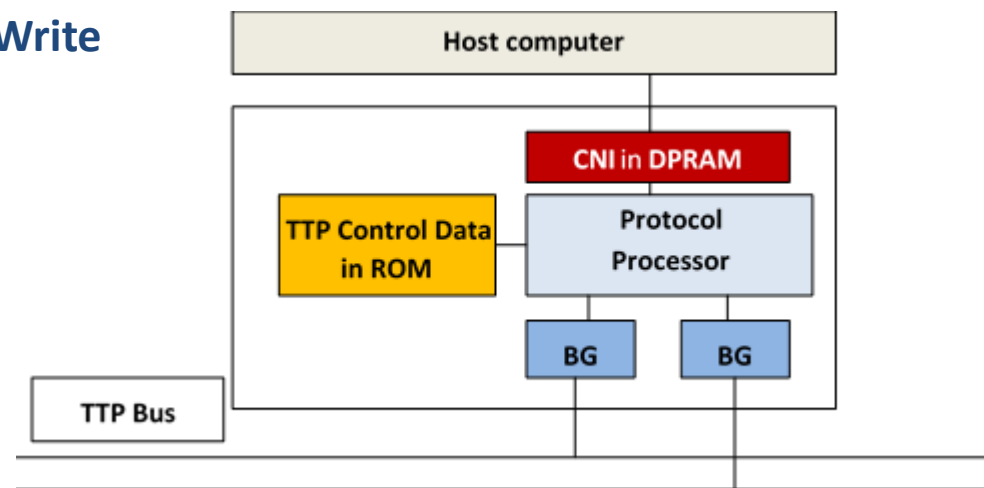 Write
Host computer
CNI in DPRAM
TTP Control Data
in ROM
Protocol
Processor
BG
BG
TTP Bus